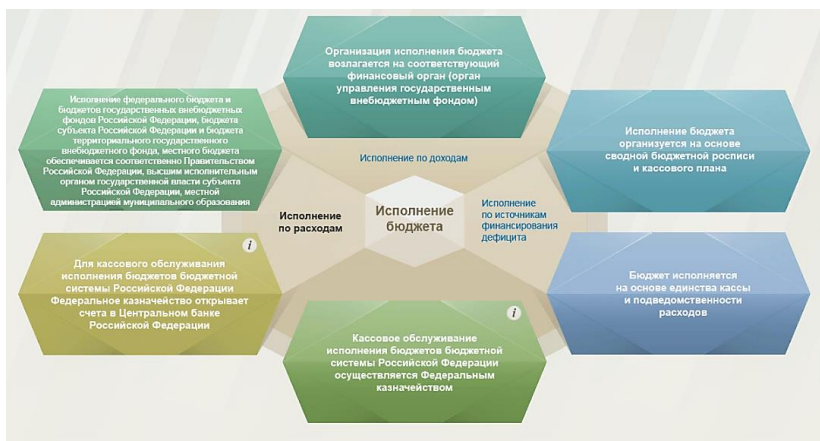 Организация исполнения бюджета
возлагается на соответствующий
финансовый орган (орган
управления государственным
внебюджетным фондом)
Исполнение федерального бюджета и
бюджетов государственных внебюджетных
фондов Российской Федерации, бюджета
субъекта Российской Федерации и бюджета
территориального государственного
внебюджетного фонда, местного бюджета
обеспечивается соответственно Правительством
Российской Федерации, высшим исполнительным
органом государственной власти субъекта
Российской Федерации, местной
администрацией муниципального образования
Исполнение бюджета
организуется на основе
сводной бюджетной росписи
и кассового плана
Исполнение по доходам
Исполнение
по расходам
Исполнение
бюджета
Исполнение
по источникам
финансирования
дефицита
i
Для кассового обслуживания
исполнения бюджетов бюджетной
системы Российской Федерации
Федеральное казначейство открывает
счета в Центральном банке
Российской Федерации
Бюджет исполняется
на основе единства кассы
и подведомственности
расходов
i
Кассовое обслуживание
исполнения бюджетов бюджетной
системы Российской Федерации
осуществляется Федеральным
казначейством